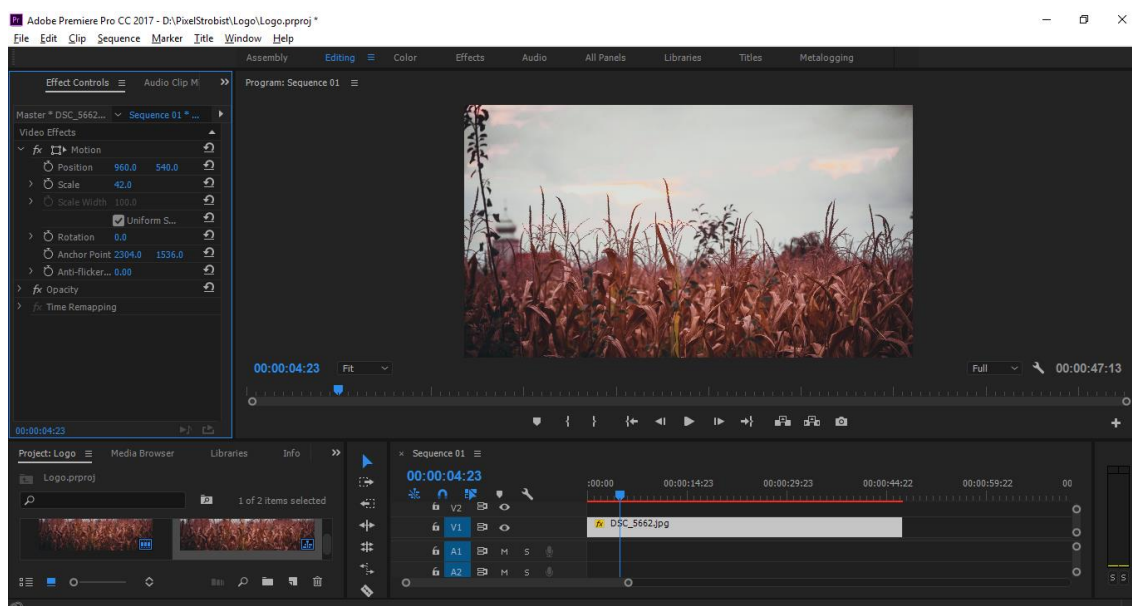 Pr Adobe Premiere Pro CC 2017 - D:\PixelStrobist\Logo\Logo.prproj *
File Edit Clip Sequence Marker Title Window Help
Assembly Editing Color Effects Audio All Panels Libraries Titles Metalogging
Effect Controls Audio Clip M
Program: Sequence 01
Master * DSC_5662... Sequence 01 * ...
Video Effects
fx Motion
Position 960.0 540.0
Scale 42.0
Scale Width 100.0
Uniform S...
Rotation 0.0
Anchor Point 2304.0 1536.0
Anti-flicker... 0.00
fx Opacity
fx Time Remapping
00:00:04:23 Fit Full 00:00:47:13
00:00:04:23
Project: Logo Media Browser Libraries Info
Logo.prproj
1 of 2 items selected
× Sequence 01
00:00:04:23
:00:00 00:00:14:23 00:00:29:23 00:00:44:22 00:00:59:22 00
V2
V1 fx DSC_5662.jpg
A1 M S
A2 M S
S S